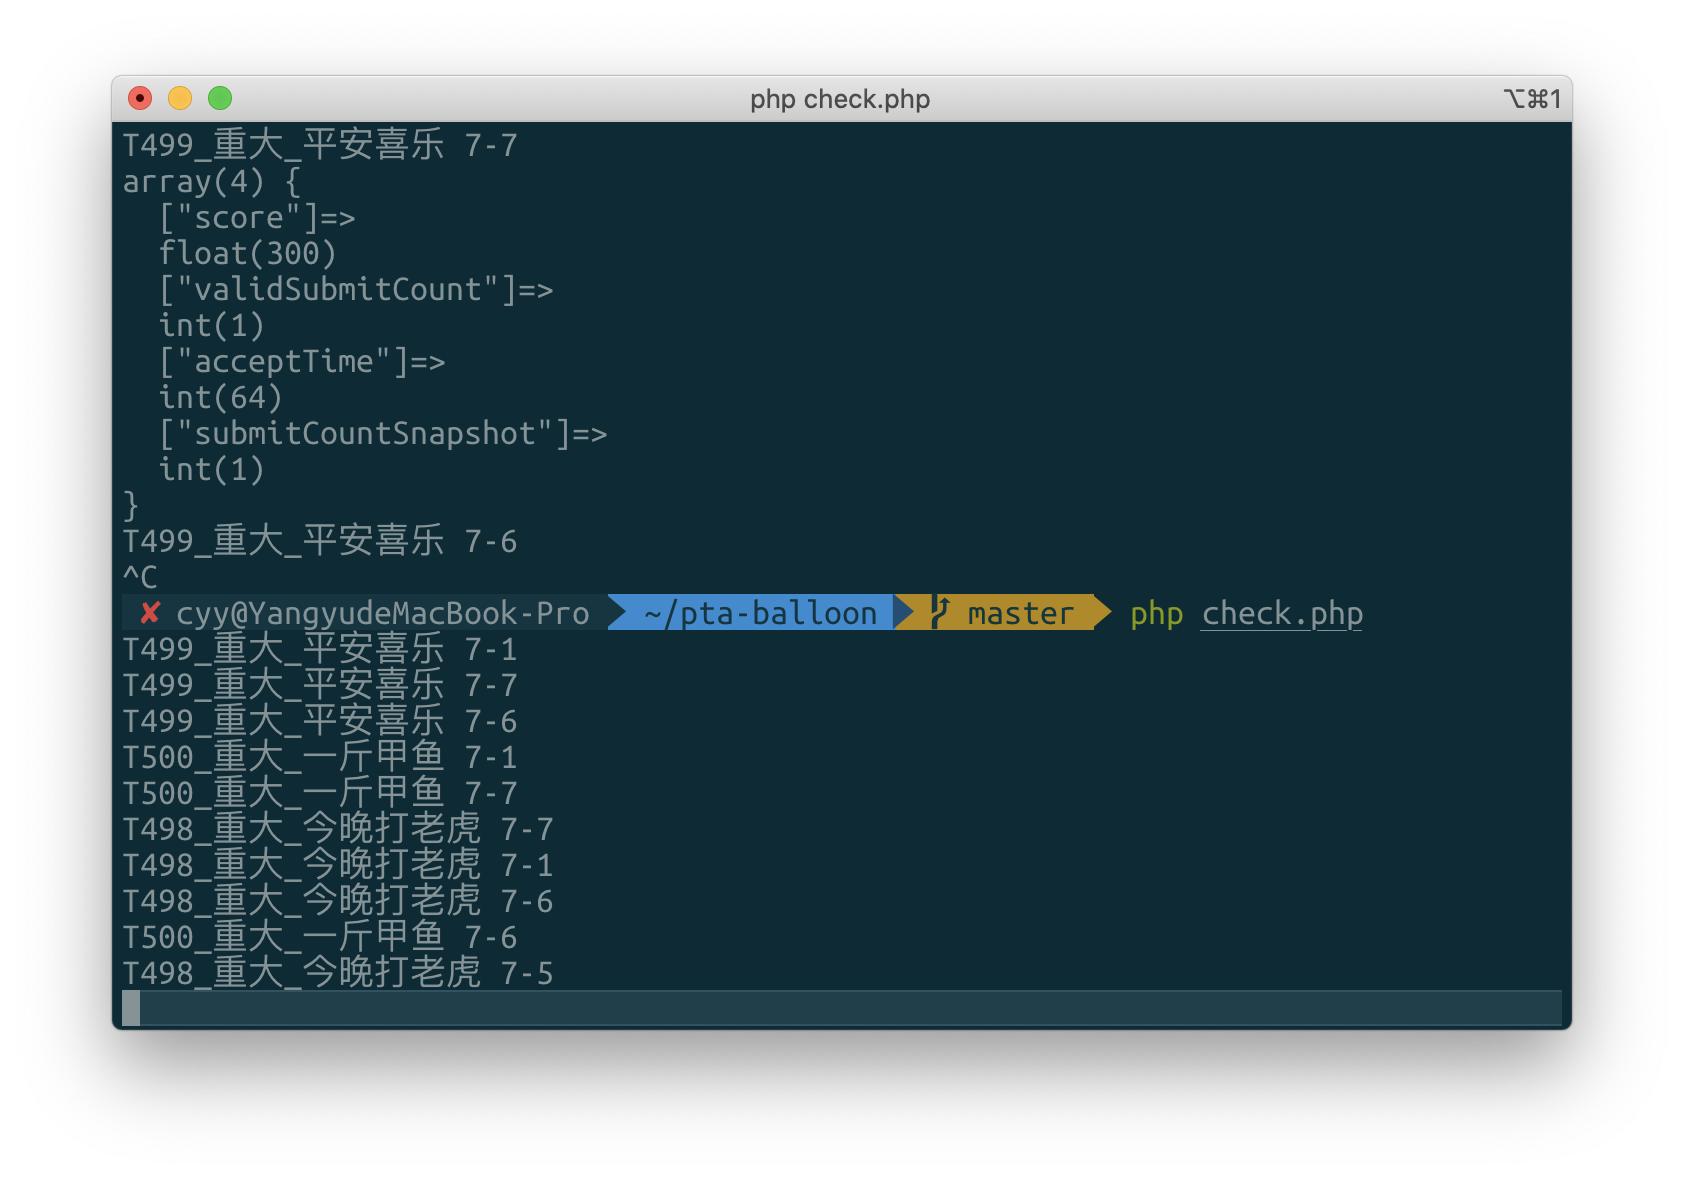 php check.php
⌥⌘1
T499_重大_平安喜乐 7-7
array(4) {
  ["score"]=>
  float(300)
  ["validSubmitCount"]=>
  int(1)
  ["acceptTime"]=>
  int(64)
  ["submitCountSnapshot"]=>
  int(1)
}
T499_重大_平安喜乐 7-6
^C
✘ cyy@YangyudeMacBook-Pro ~/pta-balloon master php check.php
T499_重大_平安喜乐 7-1
T499_重大_平安喜乐 7-7
T499_重大_平安喜乐 7-6
T500_重大_一斤甲鱼 7-1
T500_重大_一斤甲鱼 7-7
T498_重大_今晚打老虎 7-7
T498_重大_今晚打老虎 7-1
T498_重大_今晚打老虎 7-6
T500_重大_一斤甲鱼 7-6
T498_重大_今晚打老虎 7-5